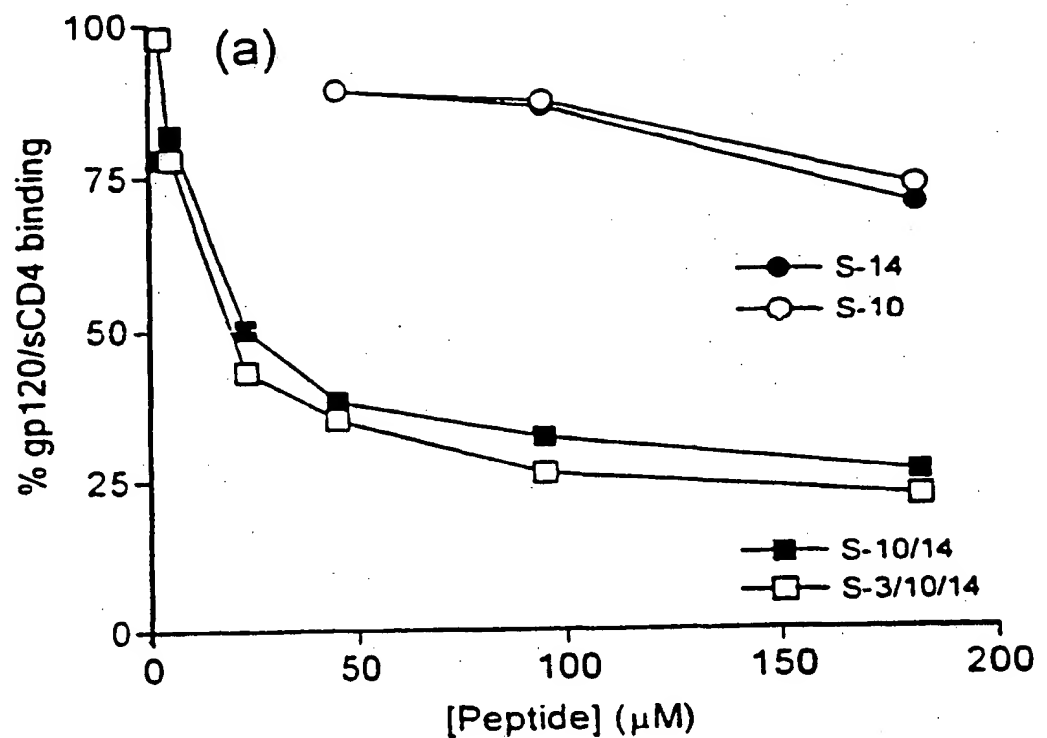 (a)
% gp120/sCD4 binding
100
75
50
25
0
S-14
S-10
S-10/14
S-3/10/14
0 50 100 150 200
[Peptide] (μM)